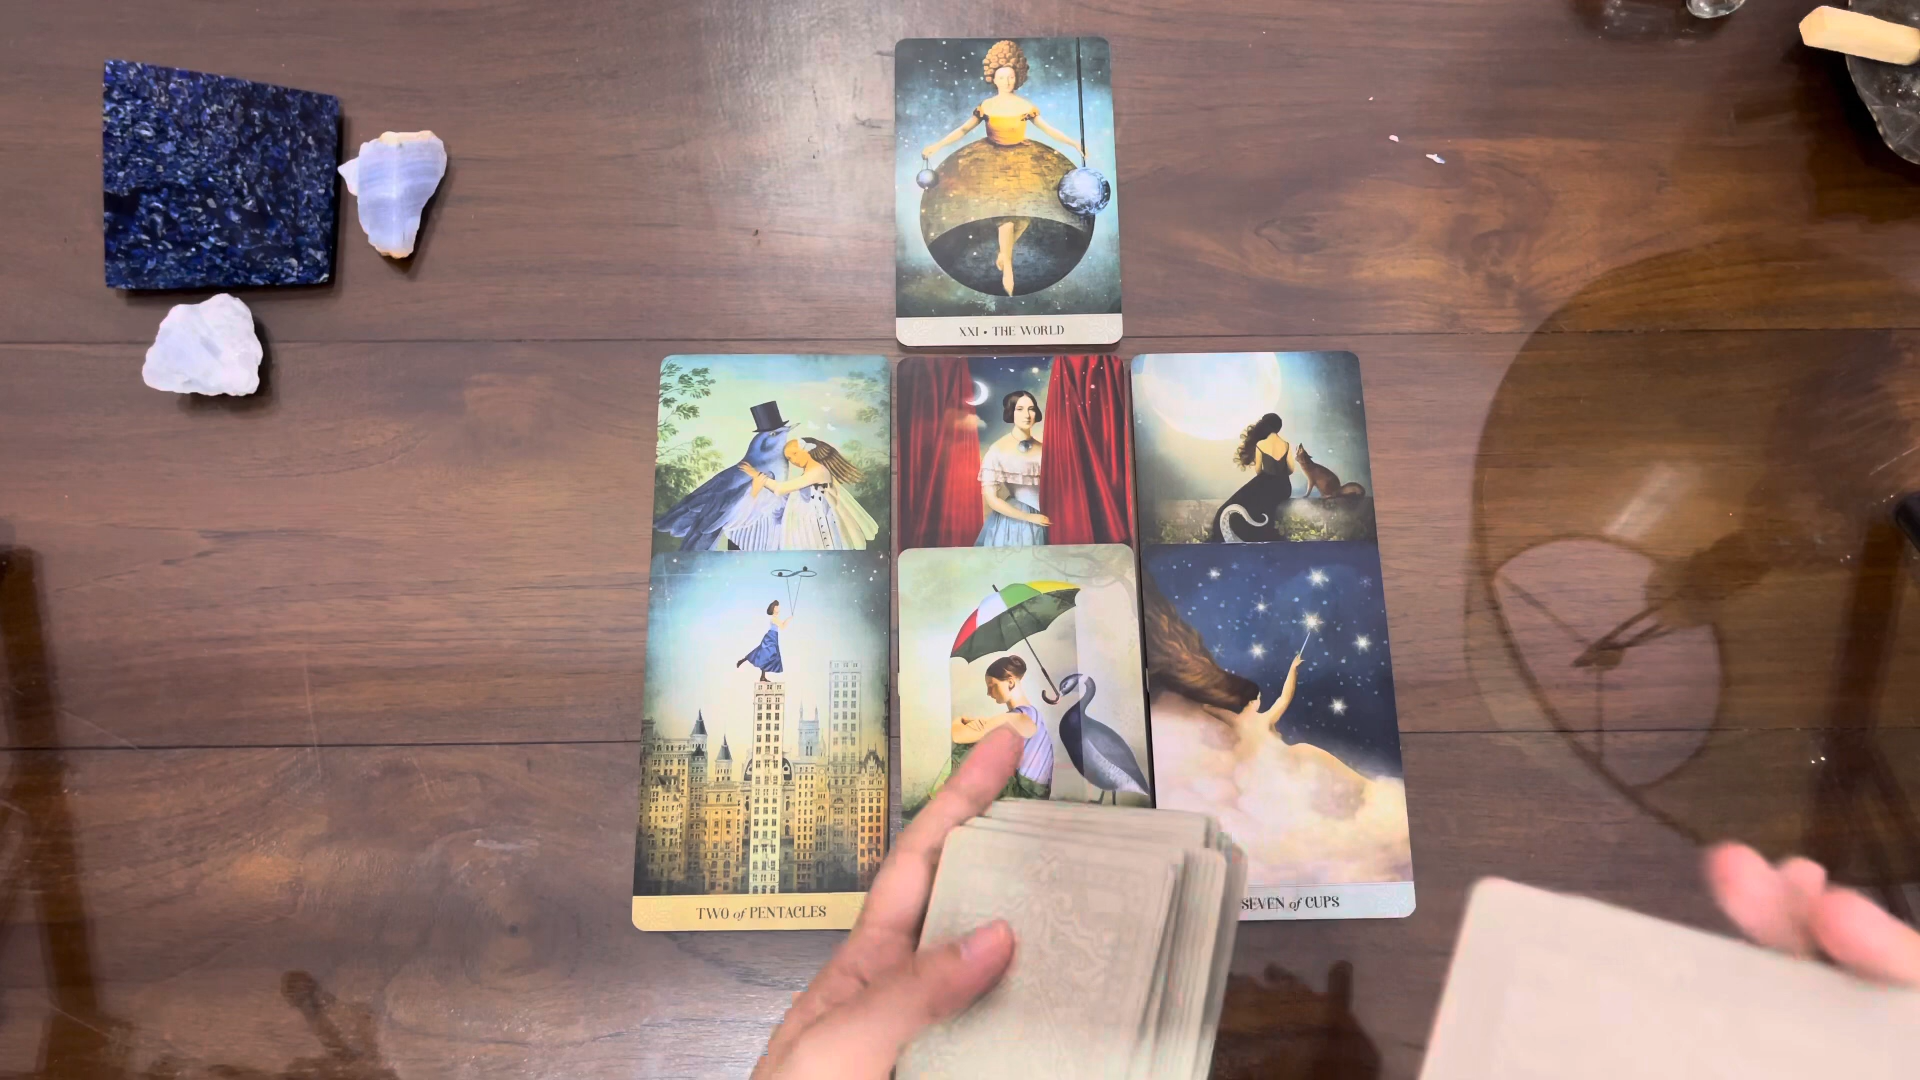 XXI • THE WORLD
TWO of PENTACLES
SEVEN of CUPS